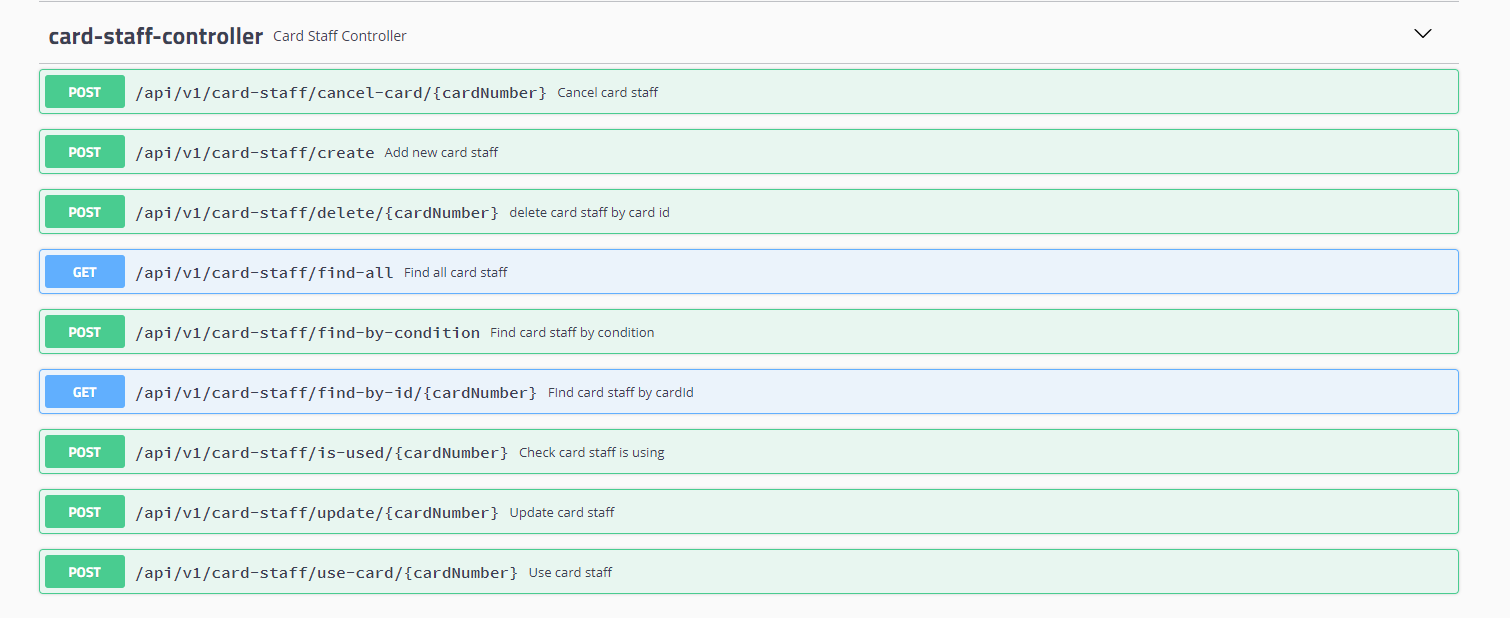 card-staff-controller Card Staff Controller
POST /api/v1/card-staff/cancel-card/{cardNumber} Cancel card staff
POST /api/v1/card-staff/create Add new card staff
POST /api/v1/card-staff/delete/{cardNumber} delete card staff by card id
GET /api/v1/card-staff/find-all Find all card staff
POST /api/v1/card-staff/find-by-condition Find card staff by condition
GET /api/v1/card-staff/find-by-id/{cardNumber} FInd card staff by cardId
POST /api/v1/card-staff/is-used/{cardNumber} Check card staff is using
POST /api/v1/card-staff/update/{cardNumber} Update card staff
POST /api/v1/card-staff/use-card/{cardNumber} Use card staff